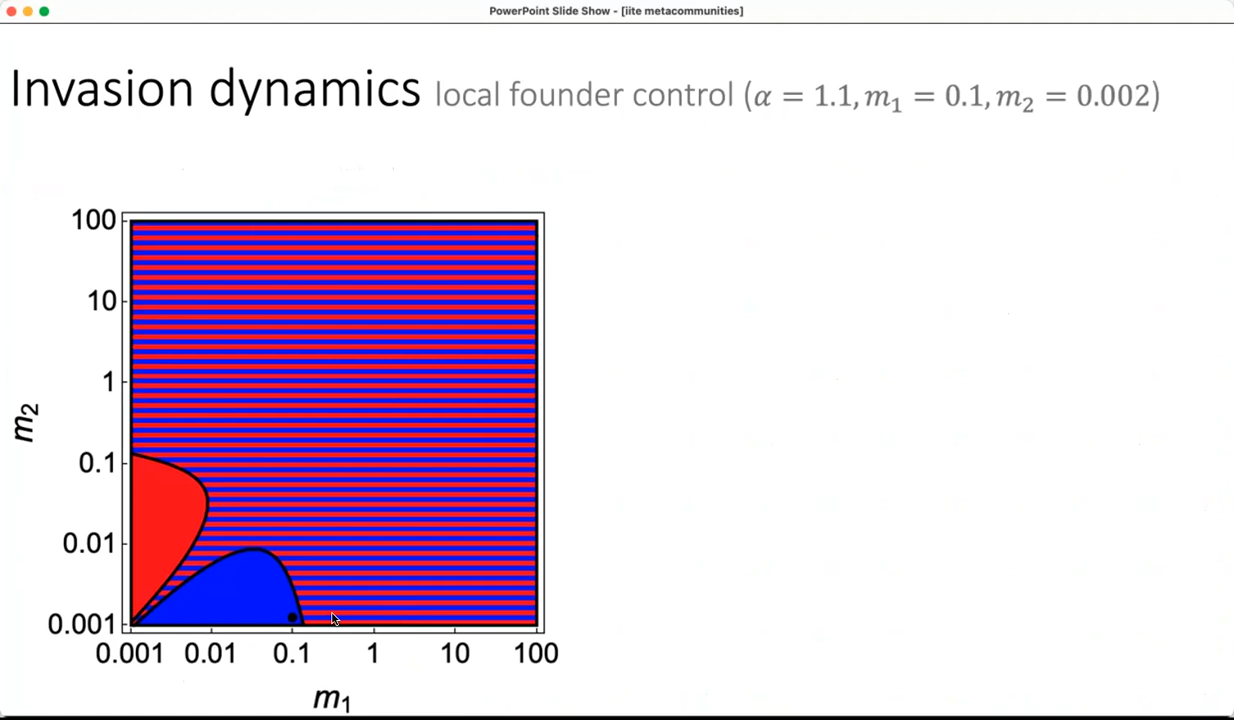 PowerPoint Slide Show - [iite metacommunities]
Invasion dynamics local founder control (α = 1.1, m₁ = 0.1, m₂ = 0.002)
100
10
1
0.1
0.01
0.001
m₂
0.001 0.01 0.1 1 10 100
m₁